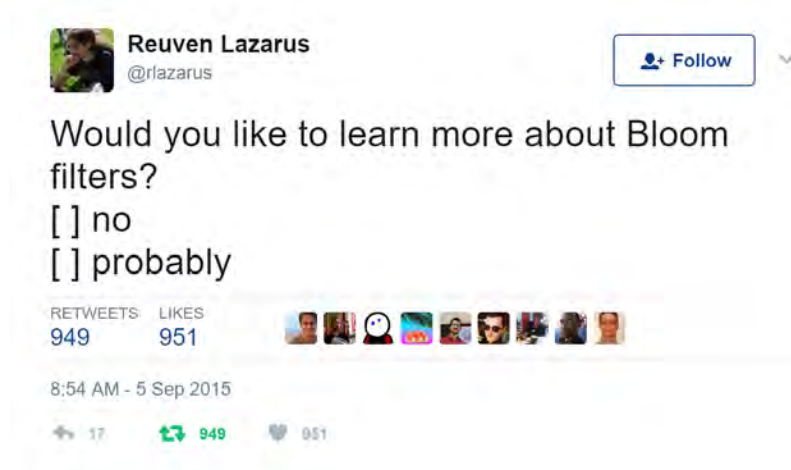 Reuven Lazarus
@rlazarus
Follow
Would you like to learn more about Bloom
filters?
[ ] no
[ ] probably
RETWEETS LIKES
949 951
8:54 AM - 5 Sep 2015
17 949 951